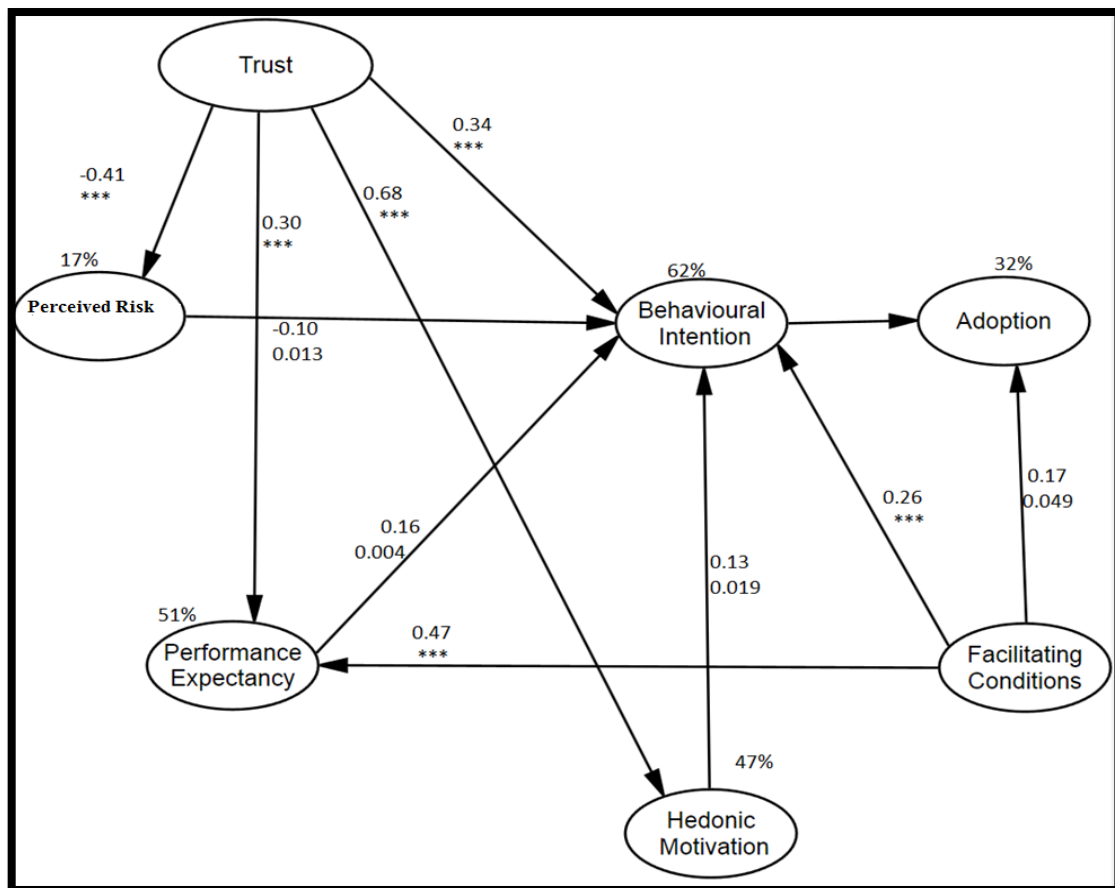 Trust
0.34
***
-0.41
***
0.68
***
0.30
***
17%
Perceived Risk
62%
Behavioural
Intention
32%
Adoption
-0.10
0.013
0.17
0.049
0.26
***
0.16
0.004
0.13
0.019
51%
Performance
Expectancy
0.47
***
Facilitating
Conditions
47%
Hedonic
Motivation